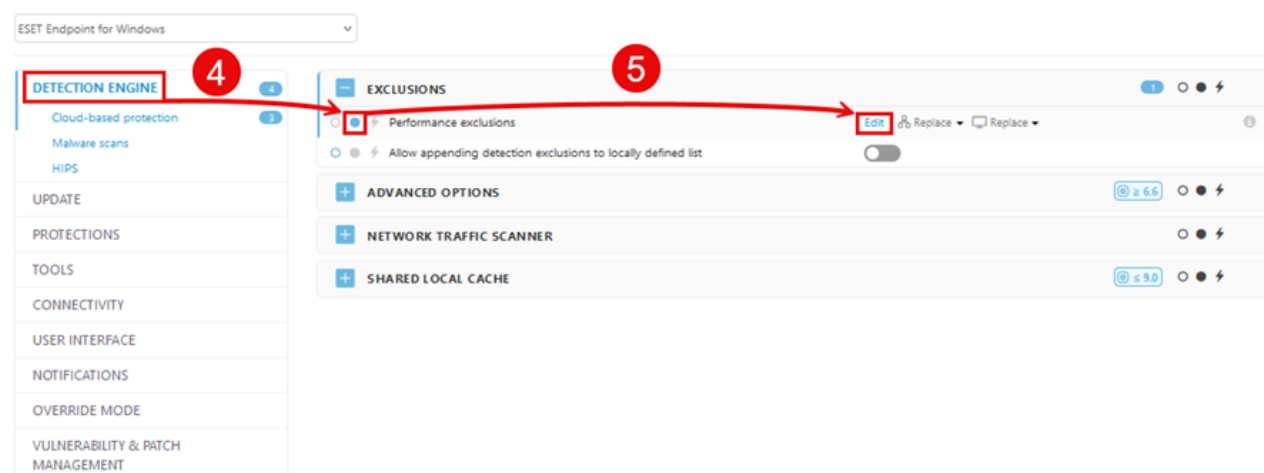 ESET Endpoint for Windows
4
5
DETECTION ENGINE 4
Cloud-based protection 3
Malware scans
HIPS
UPDATE
PROTECTIONS
TOOLS
CONNECTIVITY
USER INTERFACE
NOTIFICATIONS
OVERRIDE MODE
VULNERABILITY & PATCH
MANAGEMENT
EXCLUSIONS 1
Performance exclusions Edit Replace Replace
Allow appending detection exclusions to locally defined list
ADVANCED OPTIONS ≥ 6.6
NETWORK TRAFFIC SCANNER
SHARED LOCAL CACHE ≤ 9.0